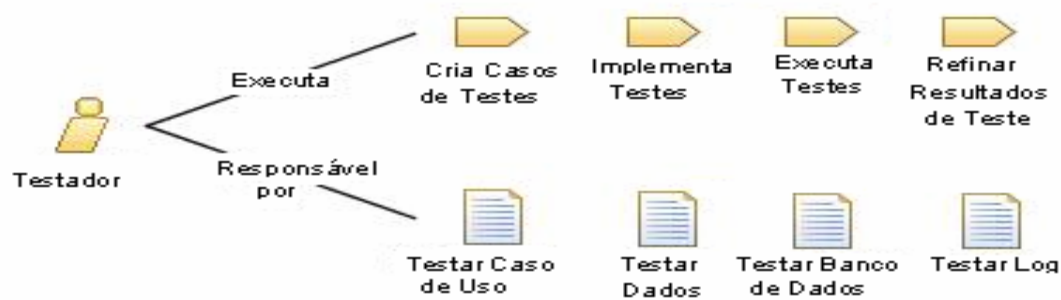 Testador
Executa
Cria Casos
de Testes
Implementa
Testes
Executa
Testes
Refinar
Resultados
de Teste
Responsável
por
Testar Caso
de Uso
Testar
Dados
Testar Banco
de Dados
Testar Log